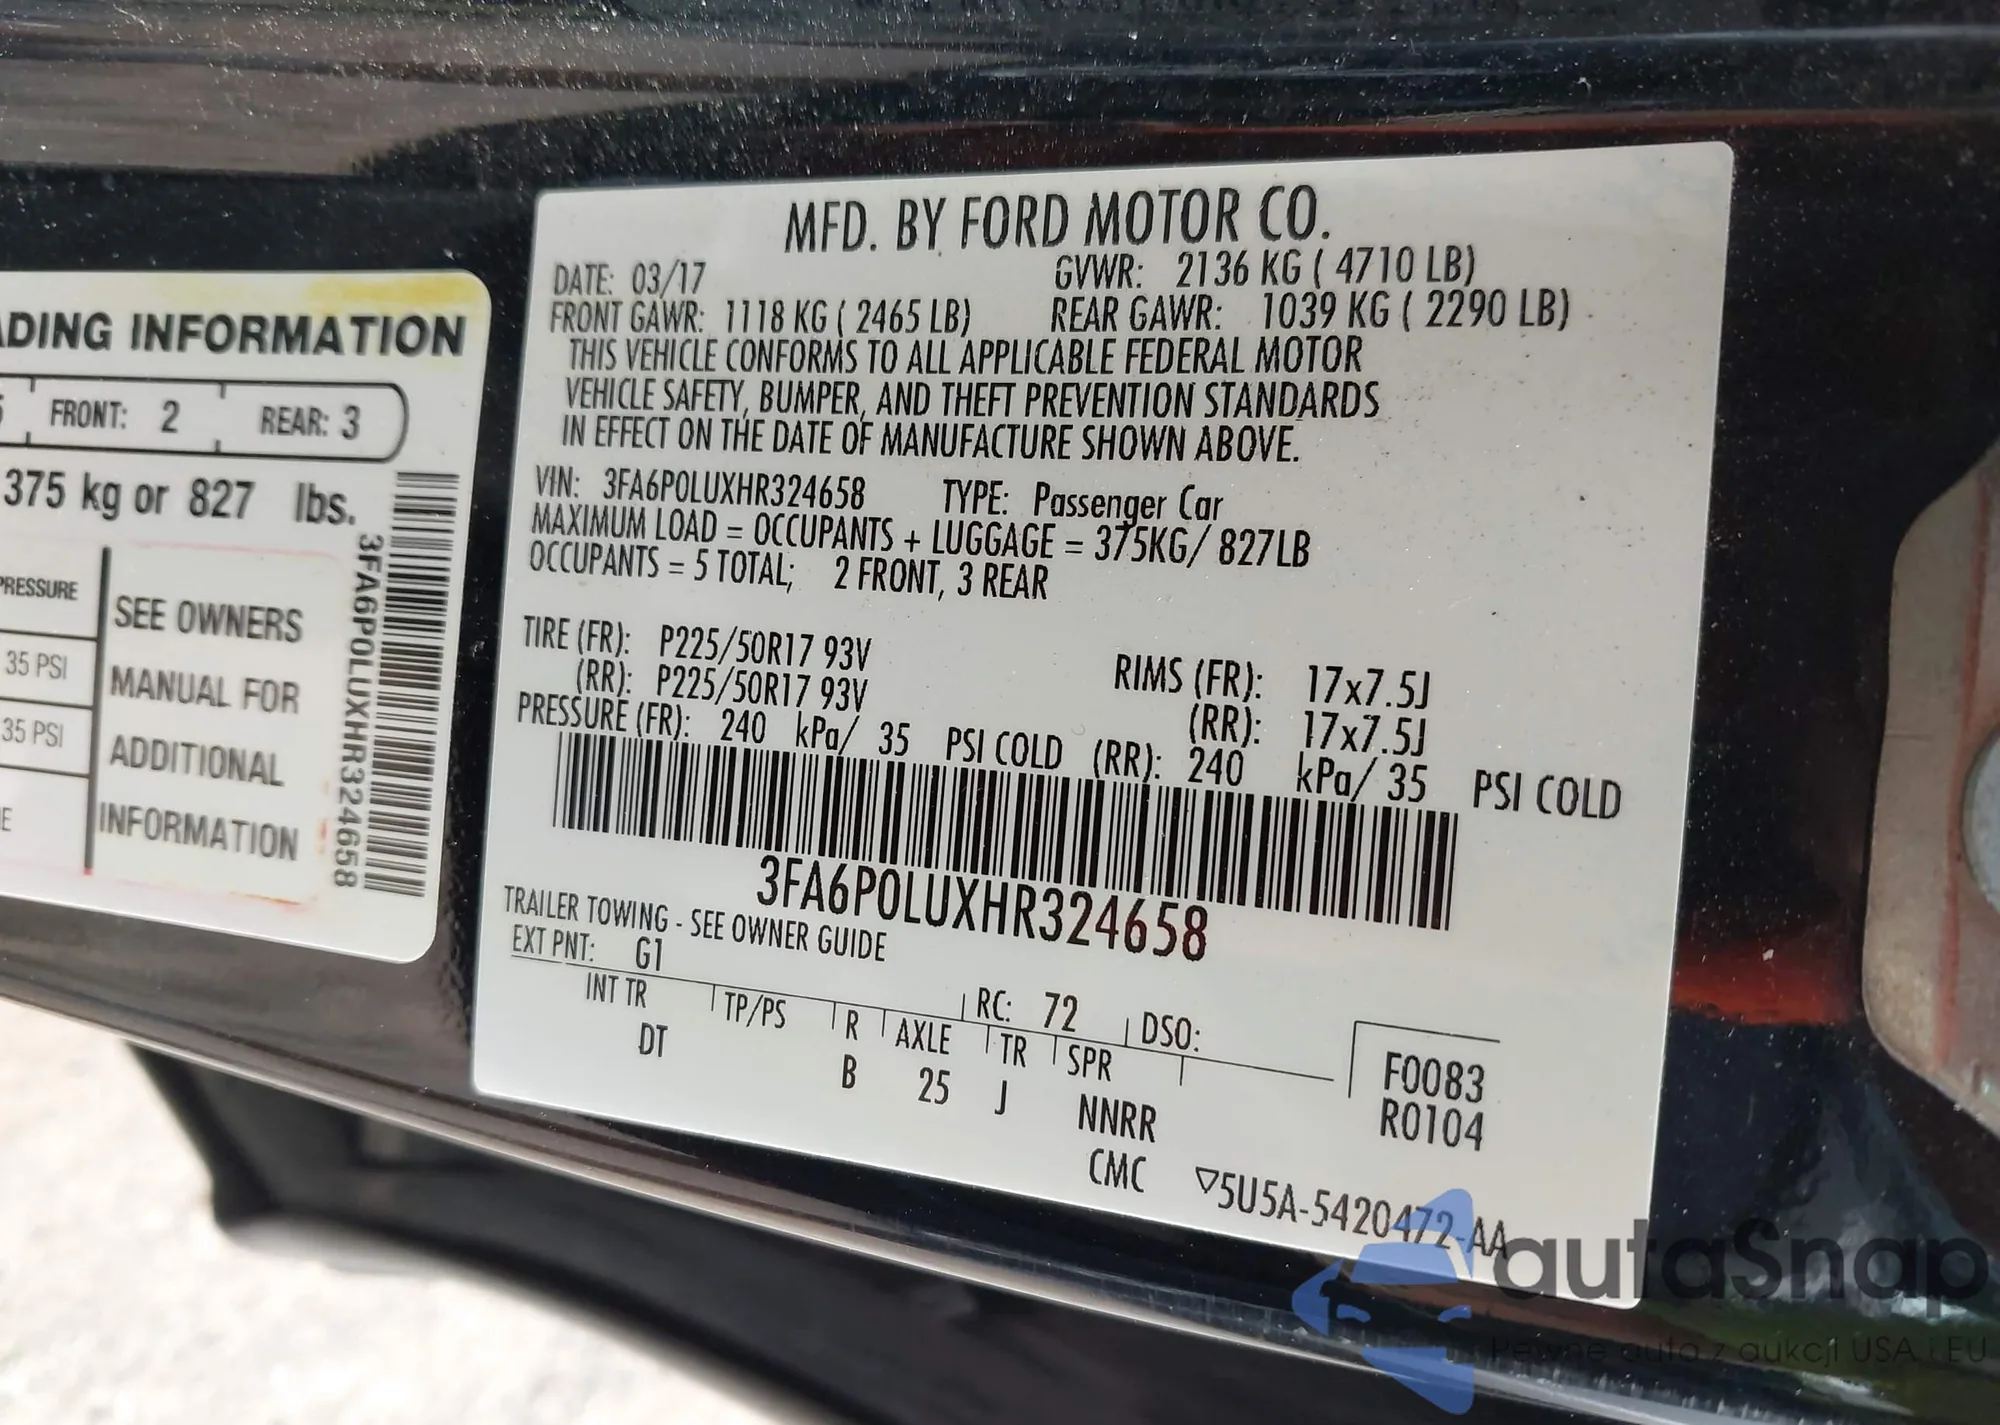 ADING INFORMATION
FRONT: 2 REAR: 3
375 kg or 827 lbs.
PRESSURE
35 PSI
35 PSI
SEE OWNERS
MANUAL FOR
ADDITIONAL
INFORMATION
3FA6P0LUXHR324658
MFD. BY FORD MOTOR CO.
DATE: 03/17 GVWR: 2136 KG ( 4710 LB)
FRONT GAWR: 1118 KG ( 2465 LB) REAR GAWR: 1039 KG ( 2290 LB)
THIS VEHICLE CONFORMS TO ALL APPLICABLE FEDERAL MOTOR
VEHICLE SAFETY, BUMPER, AND THEFT PREVENTION STANDARDS
IN EFFECT ON THE DATE OF MANUFACTURE SHOWN ABOVE.
VIN: 3FA6P0LUXHR324658 TYPE: Passenger Car
MAXIMUM LOAD = OCCUPANTS + LUGGAGE = 375KG/ 827LB
OCCUPANTS = 5 TOTAL; 2 FRONT, 3 REAR
TIRE (FR): P225/50R17 93V RIMS (FR): 17x7.5J
(RR): P225/50R17 93V (RR): 17x7.5J
PRESSURE (FR): 240 kPa/ 35 PSI COLD (RR): 240 kPa/ 35 PSI COLD
3FA6P0LUXHR324658
TRAILER TOWING - SEE OWNER GUIDE
EXT PNT: G1 RC: 72 DSO:
INT TR TP/PS R AXLE TR SPR F0083
DT B 25 J NNRR R0104
CMC ▽5U5A-5420472-AA
autaSnap
Pewne auta z aukcji USA i EU